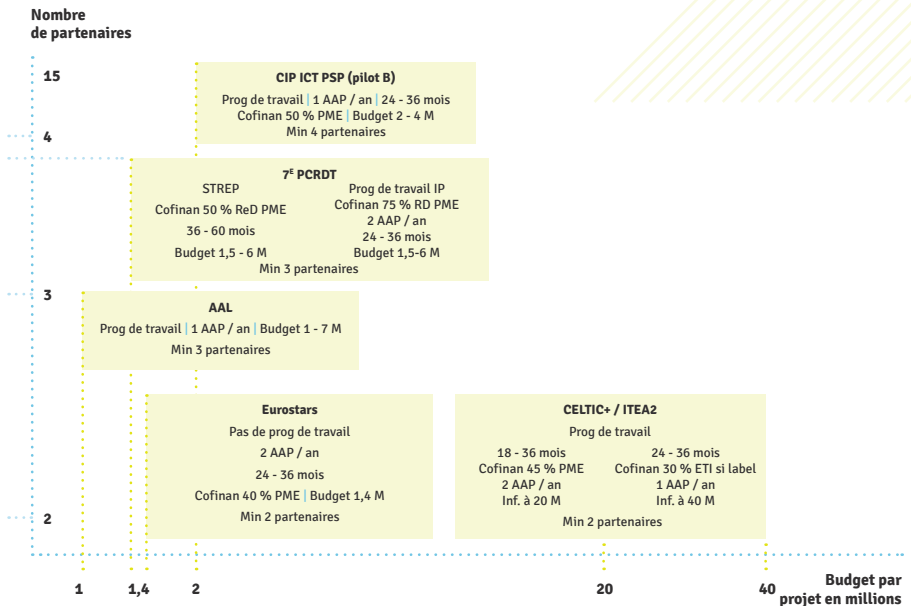 Nombre
de partenaires
15
CIP ICT PSP (pilot B)
Prog de travail | 1 AAP / an | 24 - 36 mois
Cofinan 50 % PME | Budget 2 - 4 M
Min 4 partenaires
4
7E PCRDT
STREP
Cofinan 50 % ReD PME
36 - 60 mois
Budget 1,5 - 6 M
Prog de travail IP
Cofinan 75 % RD PME
2 AAP / an
24 - 36 mois
Budget 1,5-6 M
Min 3 partenaires
3
AAL
Prog de travail | 1 AAP / an | Budget 1 - 7 M
Min 3 partenaires
Eurostars
Pas de prog de travail
2 AAP / an
24 - 36 mois
Cofinan 40 % PME | Budget 1,4 M
Min 2 partenaires
CELTIC+ / ITEA2
Prog de travail
18 - 36 mois
Cofinan 45 % PME
2 AAP / an
Inf. à 20 M
24 - 36 mois
Cofinan 30 % ETI si label
1 AAP / an
Inf. à 40 M
Min 2 partenaires
2
1
1,4
2
20
40
Budget par
projet en millions